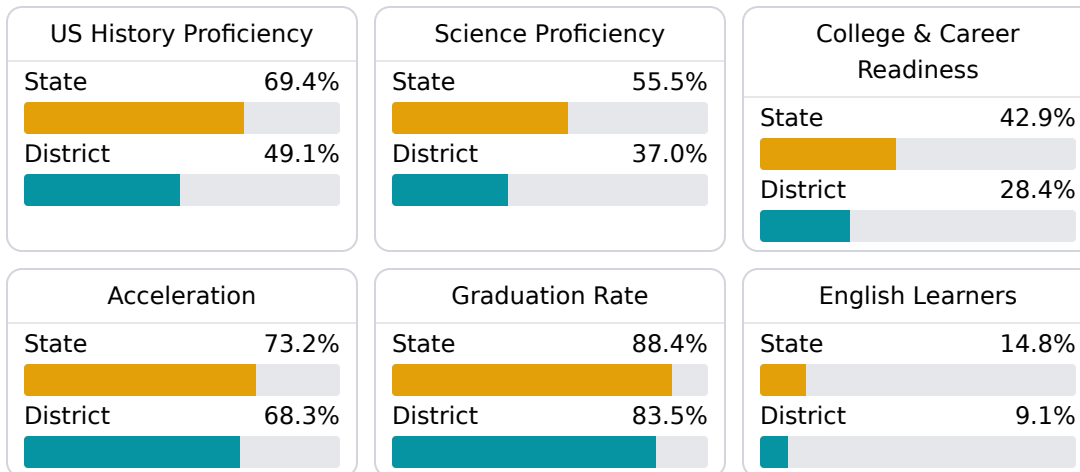 US History Proficiency
State 69.4%
District 49.1%
Science Proficiency
State 55.5%
District 37.0%
College & Career
Readiness
State 42.9%
District 28.4%
Acceleration
State 73.2%
District 68.3%
Graduation Rate
State 88.4%
District 83.5%
English Learners
State 14.8%
District 9.1%